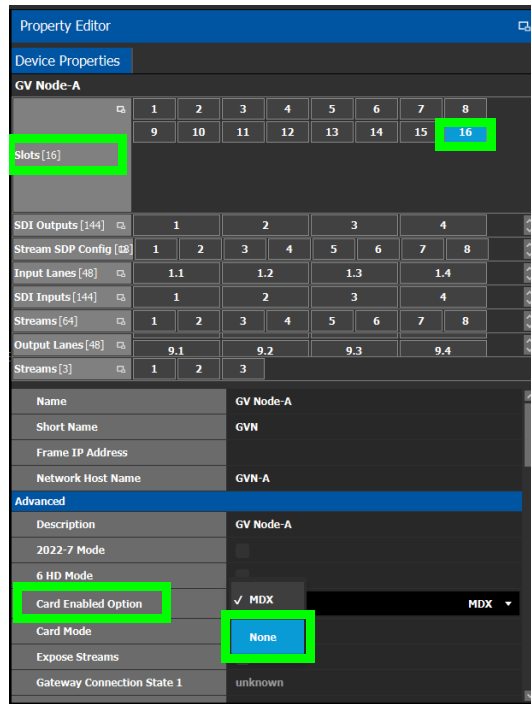 Property Editor
Device Properties
GV Node-A
1 2 3 4 5 6 7 8
9 10 11 12 13 14 15 16
Slots [16]
SDI Outputs [144] 1 2 3 4
Stream SDP Config 1 2 3 4 5 6 7 8
Input Lanes [48] 1.1 1.2 1.3 1.4
SDI Inputs [144] 1 2 3 4
Streams [64] 1 2 3 4 5 6 7 8
Output Lanes [48] 9.1 9.2 9.3 9.4
Streams [3] 1 2 3
Name GV Node-A
Short Name GVN
Frame IP Address
Network Host Name GVN-A
Advanced
Description GV Node-A
2022-7 Mode
6 HD Mode
Card Enabled Option ✓ MDX MDX
Card Mode None
Expose Streams
Gateway Connection State 1 unknown